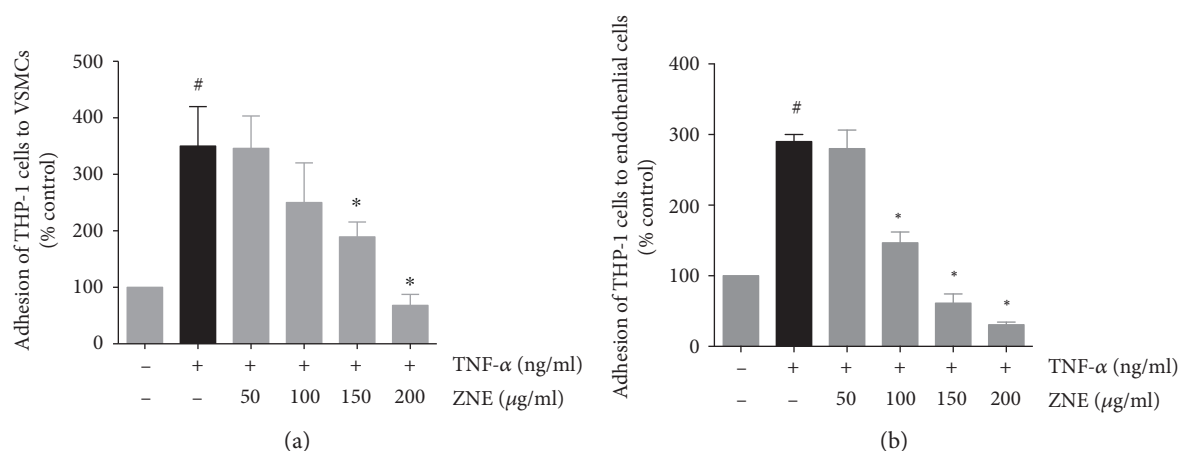 Adhesion of THP-1 cells to VSMCs
(% control)
500
400
300
200
100
0
#
*
*
– + + + + + TNF-α (ng/ml)
– – 50 100 150 200 ZNE (μg/ml)
(a)
Adhesion of THP-1 cells to endothenlial cells
(% control)
400
300
200
100
0
#
*
*
*
– + + + + + TNF-α (ng/ml)
– – 50 100 150 200 ZNE (μg/ml)
(b)